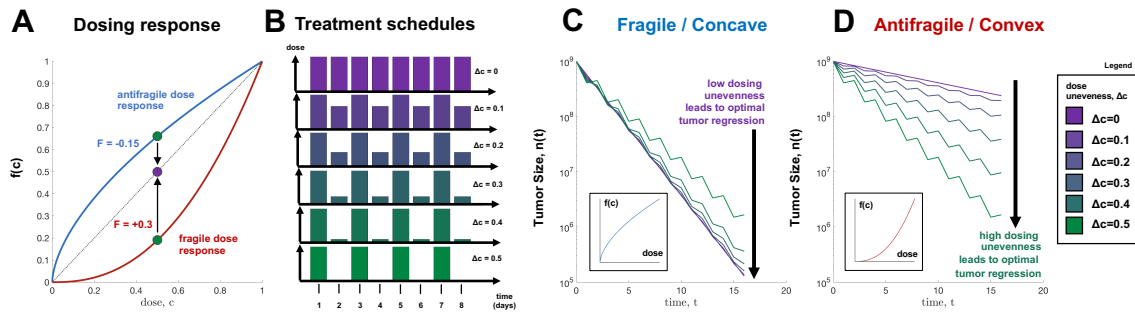 A
Dosing response
1
0.9
0.8
0.7
0.6
0.5
0.4
0.3
0.2
0.1
0
f(c)
antifragile dose
response
F = -0.15
F = +0.3
fragile dose
response
0
0.2
0.4
0.6
0.8
1
dose, c
B
Treatment schedules
dose
Δc = 0
Δc = 0.1
Δc = 0.2
Δc = 0.3
Δc = 0.4
Δc = 0.5
1
2
3
4
5
6
7
8
time
(days)
C
Fragile / Concave
10⁹
10⁸
10⁷
10⁶
10⁵
Tumor Size, n(t)
low dosing
unevenness
leads to optimal
tumor regression
f(c)
dose
0
5
10
15
20
time, t
D
Antifragile / Convex
10⁹
10⁸
10⁷
10⁶
10⁵
Tumor Size, n(t)
f(c)
dose
high dosing
unevenness
leads to optimal
tumor regression
0
5
10
15
20
time, t
Legend
dose
uneveness, Δc
Δc=0
Δc=0.1
Δc=0.2
Δc=0.3
Δc=0.4
Δc=0.5